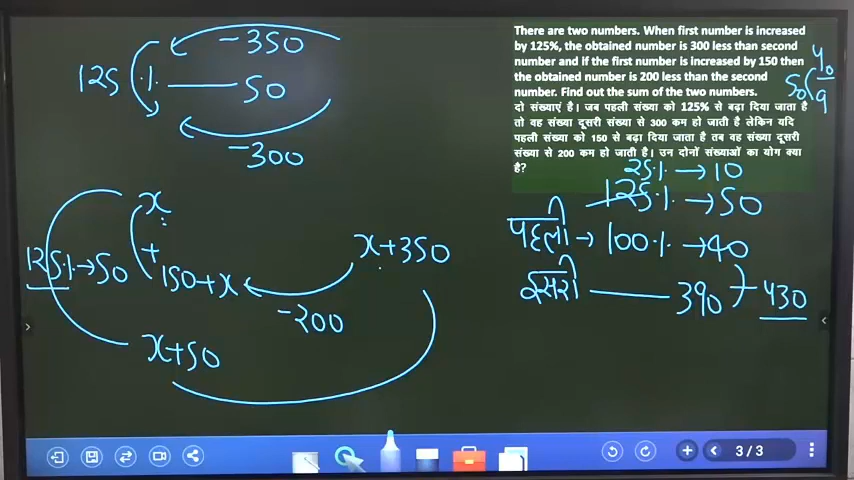 There are two numbers. When first number is increased
by 125%, the obtained number is 300 less than second
number and if the first number is increased by 150 then
the obtained number is 200 less than the second
number. Find out the sum of the two numbers.
दो संख्याएं है। जब पहली संख्या को 125% से बढ़ा दिया जाता है
तो वह संख्या दूसरी संख्या से 300 कम हो जाती है लेकिन यदि
पहली संख्या को 150 से बढ़ा दिया जाता है तब वह संख्या दूसरी
संख्या से 200 कम हो जाती है। उन दोनों संख्याओं का योग क्या
है?
-350
125 % 50
-300
x
+
150+x
x+350
-200
125% → 50
x+50
50 ( 40
9
25% → 10
125% → 50
पहली → 100% → 40
दूसरी 390
430
3/3